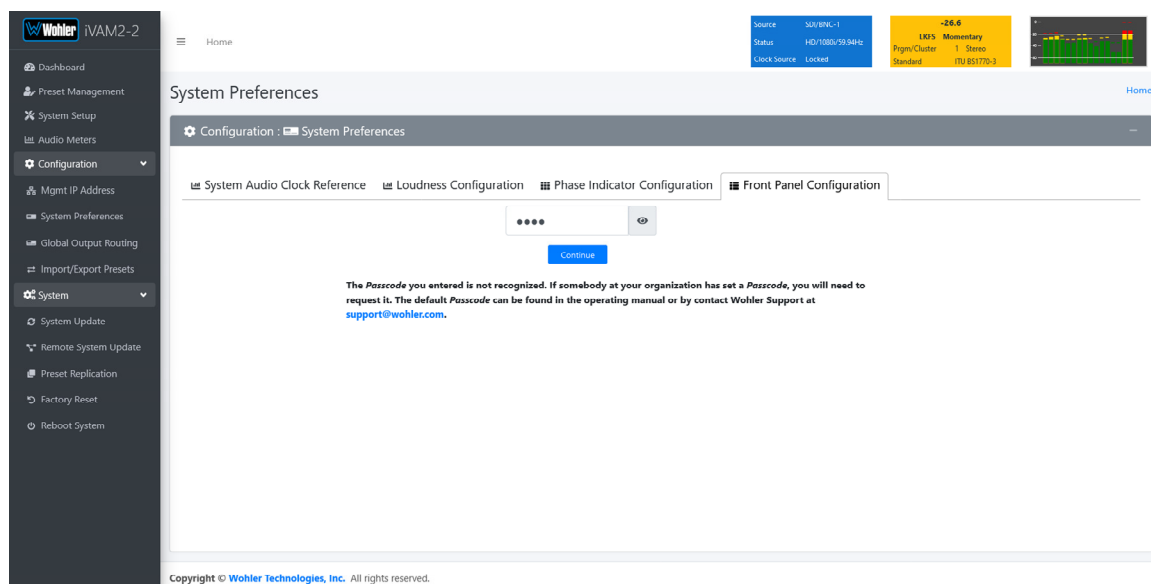 Wohler iVAM2-2
Dashboard
Preset Management
System Setup
Audio Meters
Configuration
Mgmt IP Address
System Preferences
Global Output Routing
Import/Export Presets
System
System Update
Remote System Update
Preset Replication
Factory Reset
Reboot System
Home
Source SDI/BNC-1
Status HD/1080i/59.94Hz
Clock Source Locked
-26.6
LKFS Momentary
Prgm/Cluster 1 Stereo
Standard ITU BS1770-3
System Preferences
Home
Configuration : System Preferences
System Audio Clock Reference Loudness Configuration Phase Indicator Configuration Front Panel Configuration
Continue
The Passcode you entered is not recognized. If somebody at your organization has set a Passcode, you will need to
request it. The default Passcode can be found in the operating manual or by contact Wohler Support at
support@wohler.com.
Copyright © Wohler Technologies, Inc. All rights reserved.